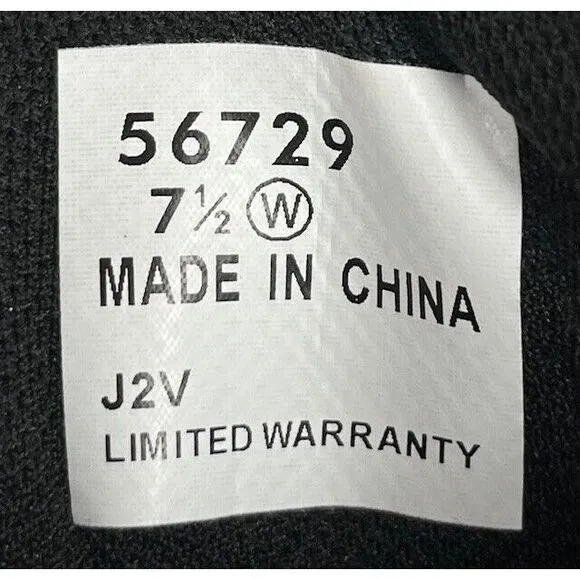 56729
7½ Ⓦ
MADE IN CHINA
J2V
LIMITED WARRANTY